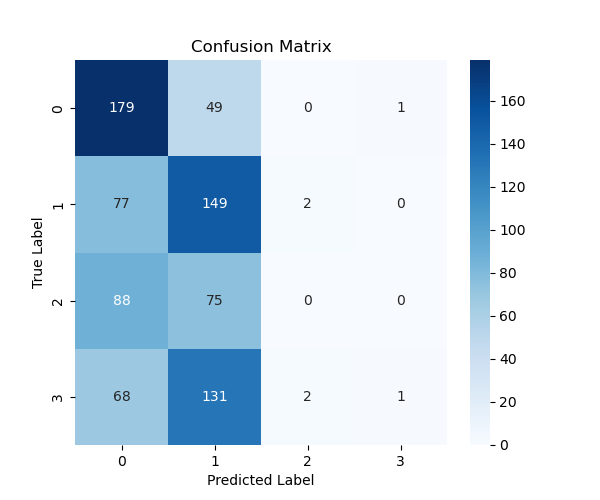 Confusion Matrix
0 179 49 0 1
1 77 149 2 0
2 88 75 0 0
3 68 131 2 1
0 1 2 3
Predicted Label
True Label
160
140
120
100
80
60
40
20
0